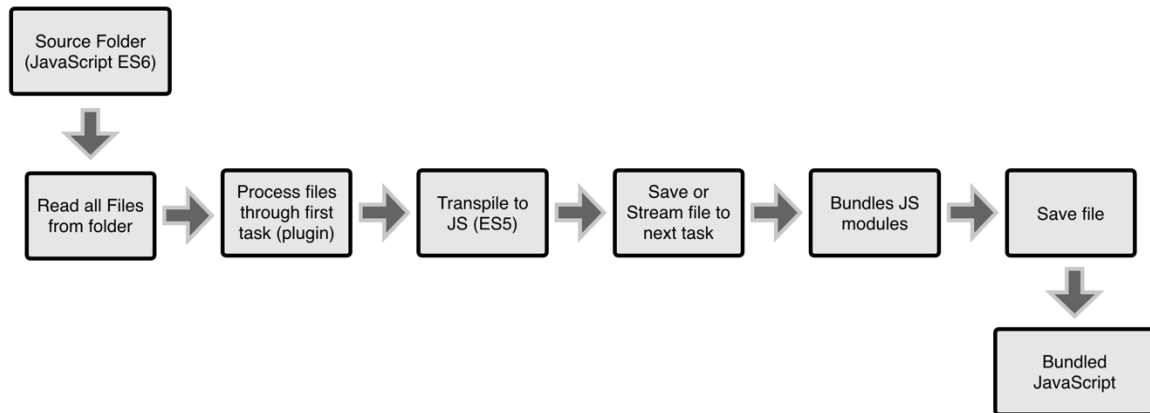 Source Folder
(JavaScript ES6)
Read all Files
from folder
Process files
through first
task (plugin)
Transpile to
JS (ES5)
Save or
Stream file to
next task
Bundles JS
modules
Save file
Bundled
JavaScript